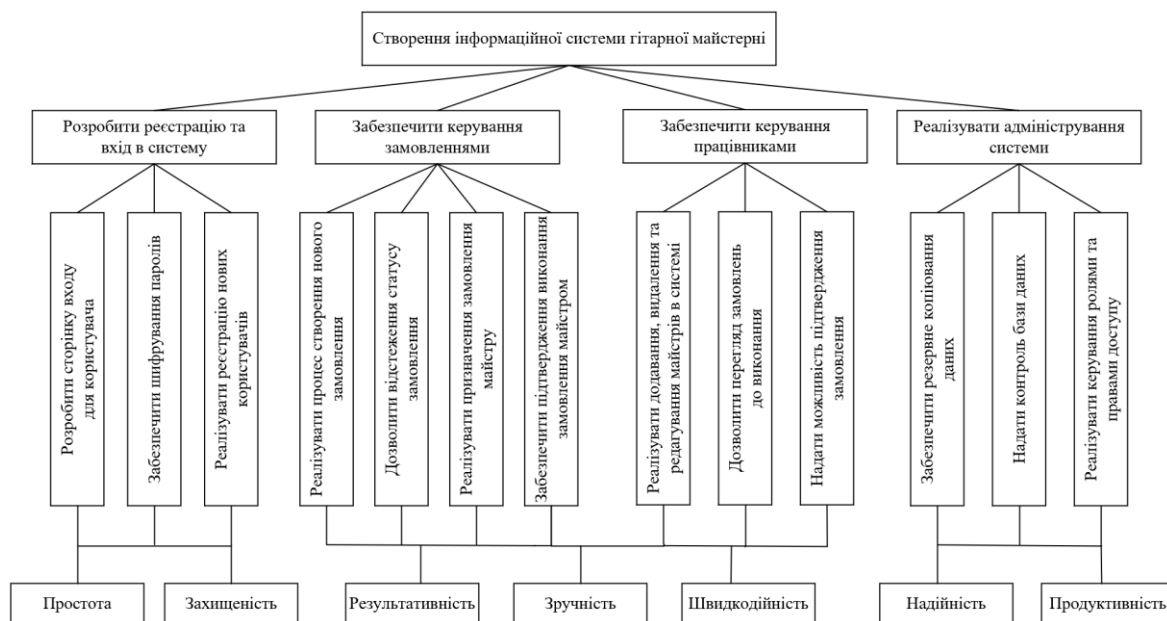 Створення інформаційної системи гітарної майстерні
Розробити реєстрацію та
вхід в систему
Забезпечити керування
замовленнями
Забезпечити керування
працівниками
Реалізувати адміністрування
системи
Розробити сторінку входу
для користувача
Забезпечити шифрування паролів
Реалізувати реєстрацію нових
користувачів
Реалізувати процес створення нового
замовлення
Дозволити відстеження статусу
замовлення
Реалізувати призначення замовлення
майстру
Забезпечити підтвердження виконання
замовлення майстром
Реалізувати додавання, видалення та
редагування майстрів в системі
Дозволити перегляд замовлень
до виконання
Надати можливість підтвердження
замовлення
Забезпечити резервне копіювання
даних
Надати контроль бази даних
Реалізувати керування ролями та
правами доступу
Простота
Захищеність
Результативність
Зручність
Швидкодійність
Надійність
Продуктивність